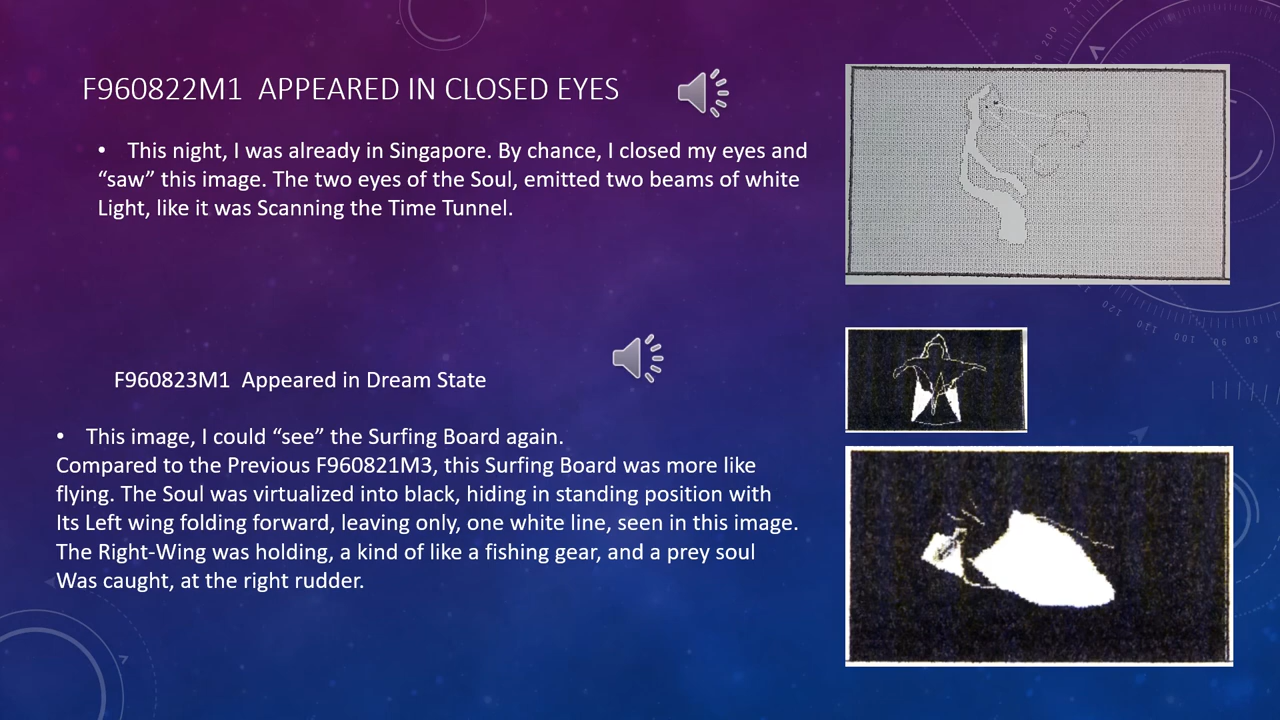 F960822M1 APPEARED IN CLOSED EYES
• This night, I was already in Singapore. By chance, I closed my eyes and
“saw” this image. The two eyes of the Soul, emitted two beams of white
Light, like it was Scanning the Time Tunnel.
F960823M1 Appeared in Dream State
• This image, I could “see” the Surfing Board again.
Compared to the Previous F960821M3, this Surfing Board was more like
flying. The Soul was virtualized into black, hiding in standing position with
Its Left wing folding forward, leaving only, one white line, seen in this image.
The Right-Wing was holding, a kind of like a fishing gear, and a prey soul
Was caught, at the right rudder.